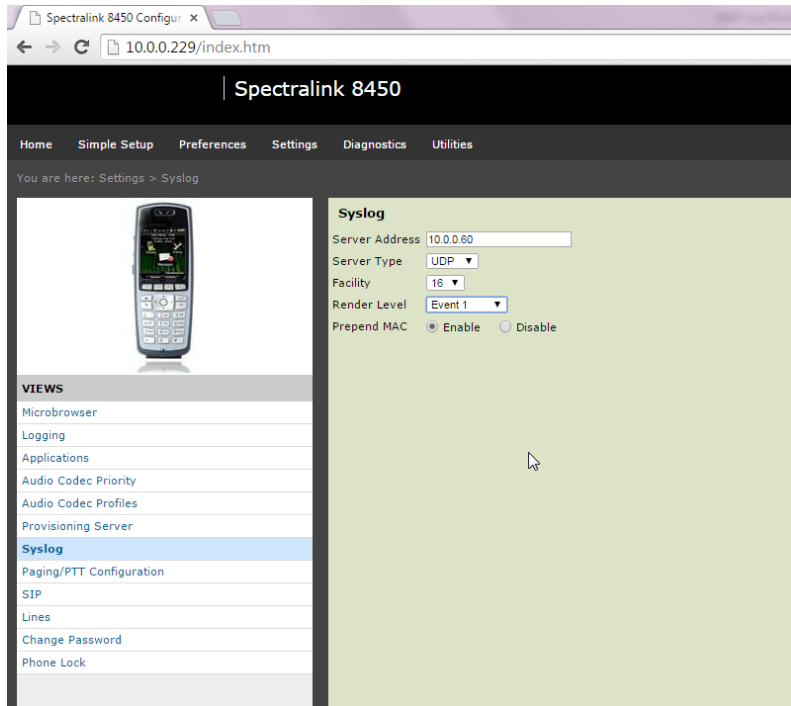 Spectralink 8450 Configur ×
10.0.0.229/index.htm
Spectralink 8450
Home Simple Setup Preferences Settings Diagnostics Utilities
You are here: Settings > Syslog
Syslog
Server Address 10.0.0.60
Server Type UDP
Facility 16
Render Level Event 1
Prepend MAC Enable Disable
VIEWS
Microbrowser
Logging
Applications
Audio Codec Priority
Audio Codec Profiles
Provisioning Server
Syslog
Paging/PTT Configuration
SIP
Lines
Change Password
Phone Lock